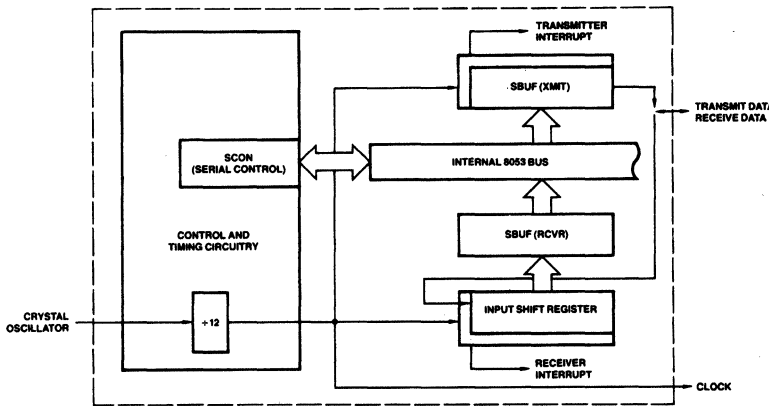 TRANSMITTER
INTERRUPT
SBUF (XMIT)
TRANSMIT DATA
RECEIVE DATA
SCON
(SERIAL CONTROL)
INTERNAL 8053 BUS
CONTROL AND
TIMING CIRCUITRY
SBUF (RCVR)
CRYSTAL
OSCILLATOR
÷12
INPUT SHIFT REGISTER
RECEIVER
INTERRUPT
CLOCK